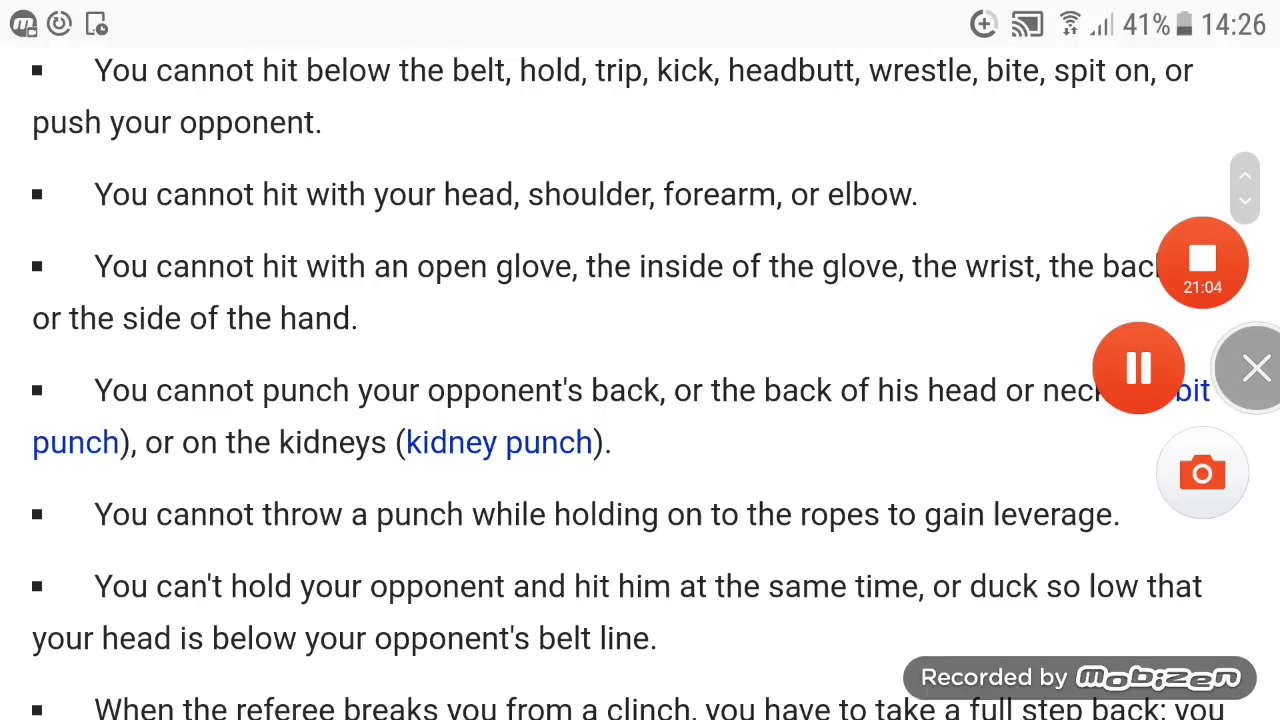 41% 14:26
▪ You cannot hit below the belt, hold, trip, kick, headbutt, wrestle, bite, spit on, or
push your opponent.
▪ You cannot hit with your head, shoulder, forearm, or elbow.
▪ You cannot hit with an open glove, the inside of the glove, the wrist, the
or the side of the hand.
21:04
▪ You cannot punch your opponent's back, or the back of his head or
punch), or on the kidneys (kidney punch).
▪ You cannot throw a punch while holding on to the ropes to gain leverage.
▪ You can't hold your opponent and hit him at the same time, or duck so low that
your head is below your opponent's belt line.
Recorded by mobizen
▪ When the referee breaks you from a clinch, you have to take a full step back; you